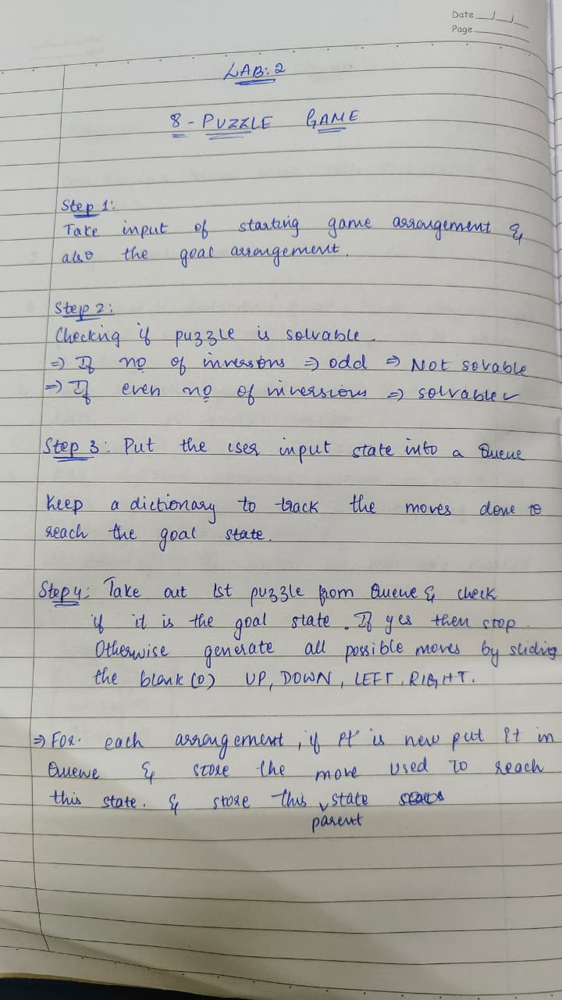 Date
Page
LAB: 2
8 - PUZZLE GAME
Step 1:
Take input of starting game arrangement &
also the goal arrangement.
Step 2:
Checking if puzzle is solvable.
⇒ If no of inversions ⇒ odd ⇒ Not solvable
⇒ If even no of inversions ⇒ solvable ✓
Step 3: Put the user input state into a Queue
Keep a dictionary to track the moves done to
reach the goal state.
Step 4: Take out 1st puzzle from Queue & check
if it is the goal state. If yes then stop.
Otherwise generate all possible moves by sliding
the blank (0) UP, DOWN, LEFT, RIGHT.
⇒ For each arrangement, if it is new put it in
Queue & store the move used to reach
this state. & store this state
parent